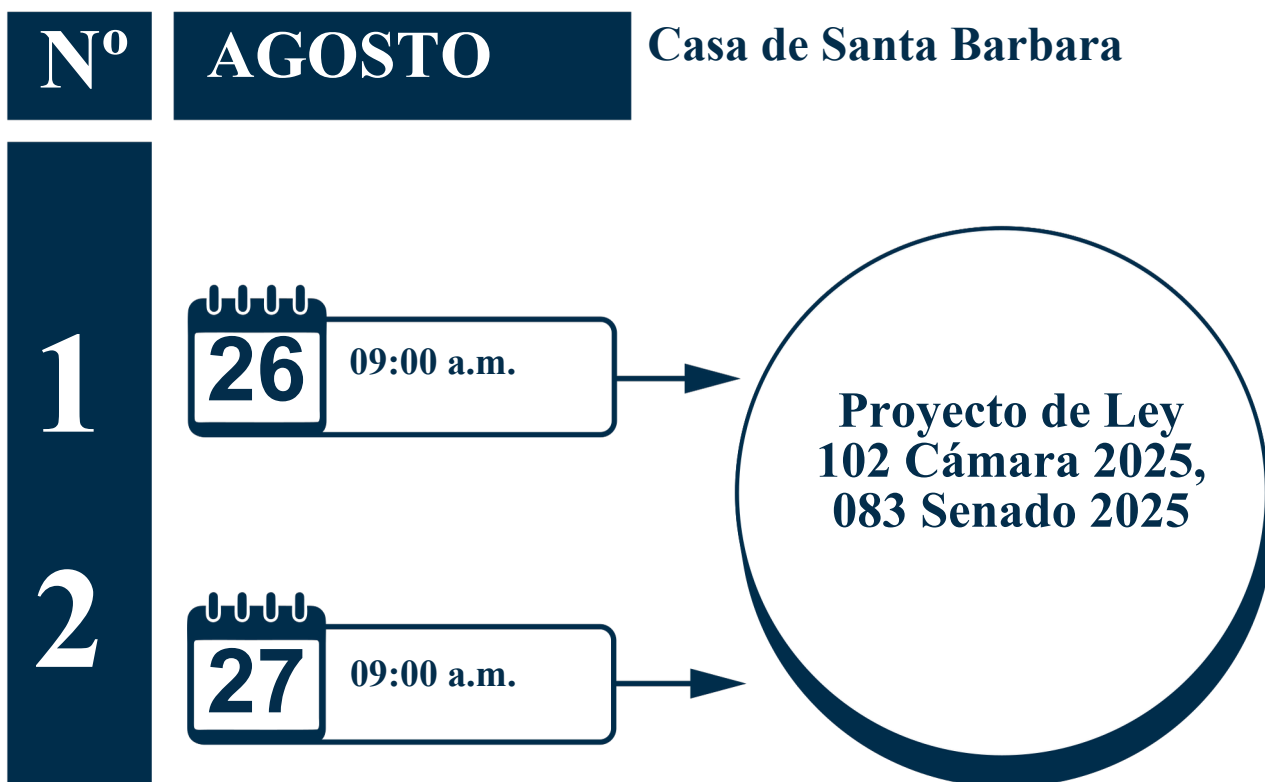 Nº
AGOSTO
Casa de Santa Barbara
1
26
09:00 a.m.
Proyecto de Ley
102 Cámara 2025,
083 Senado 2025
2
27
09:00 a.m.